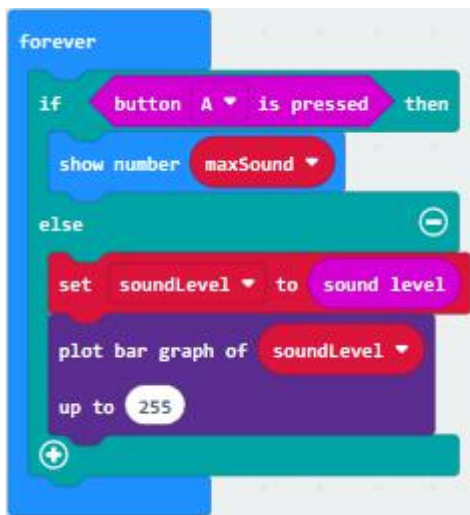 forever
if button A is pressed then
show number maxSound
else
set soundLevel to sound level
plot bar graph of soundLevel
up to 255